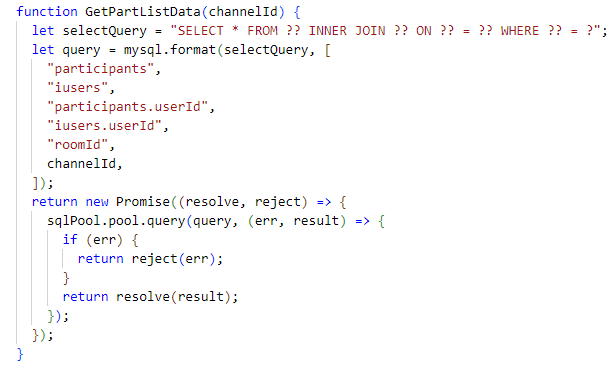 function GetPartListData(channelId) {
let selectQuery = "SELECT * FROM ?? INNER JOIN ?? ON ?? = ?? WHERE ?? = ?";
let query = mysql.format(selectQuery, [
"participants",
"iusers",
"participants.userId",
"iusers.userId",
"roomId",
channelId,
]);
return new Promise((resolve, reject) => {
sqlPool.pool.query(query, (err, result) => {
if (err) {
return reject(err);
}
return resolve(result);
});
});
}